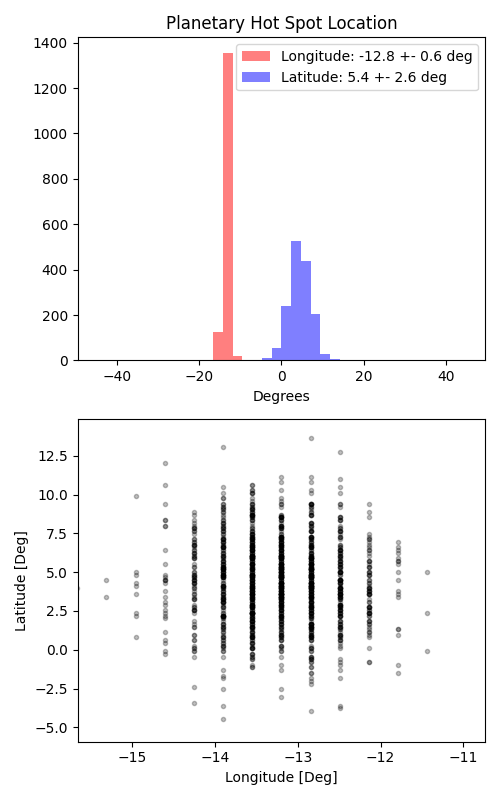 Planetary Hot Spot Location
1400
1200
1000
800
600
400
200
0
Longitude: -12.8 +- 0.6 deg
Latitude: 5.4 +- 2.6 deg
−40 −20 0 20 40
Degrees
Latitude [Deg]
12.5
10.0
7.5
5.0
2.5
0.0
−2.5
−5.0
−15 −14 −13 −12 −11
Longitude [Deg]